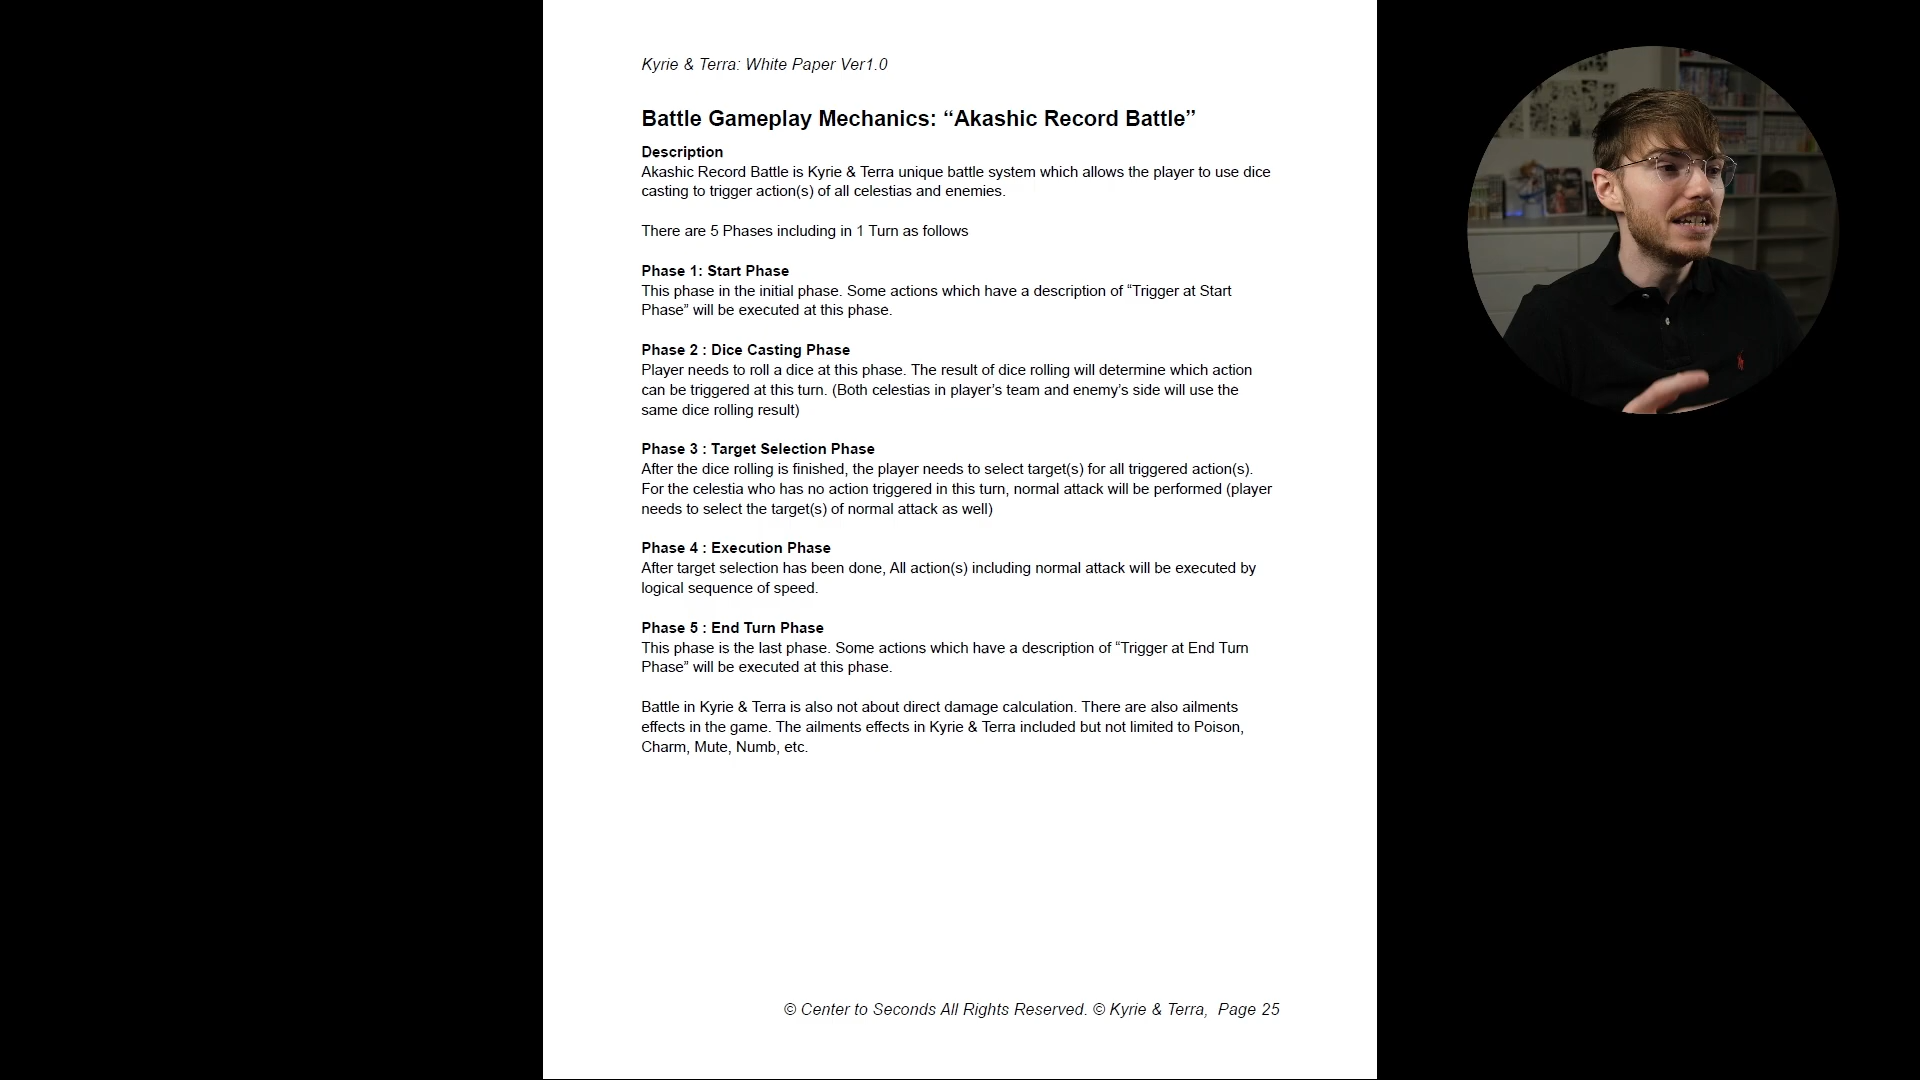 Kyrie & Terra: White Paper Ver1.0
Battle Gameplay Mechanics: “Akashic Record Battle”
Description
Akashic Record Battle is Kyrie & Terra unique battle system which allows the player to use dice
casting to trigger action(s) of all celestias and enemies.
There are 5 Phases including in 1 Turn as follows
Phase 1: Start Phase
This phase in the initial phase. Some actions which have a description of “Trigger at Start
Phase” will be executed at this phase.
Phase 2 : Dice Casting Phase
Player needs to roll a dice at this phase. The result of dice rolling will determine which action
can be triggered at this turn. (Both celestias in player’s team and enemy’s side will use the
same dice rolling result)
Phase 3 : Target Selection Phase
After the dice rolling is finished, the player needs to select target(s) for all triggered action(s).
For the celestia who has no action triggered in this turn, normal attack will be performed (player
needs to select the target(s) of normal attack as well)
Phase 4 : Execution Phase
After target selection has been done, All action(s) including normal attack will be executed by
logical sequence of speed.
Phase 5 : End Turn Phase
This phase is the last phase. Some actions which have a description of “Trigger at End Turn
Phase” will be executed at this phase.
Battle in Kyrie & Terra is also not about direct damage calculation. There are also ailments
effects in the game. The ailments effects in Kyrie & Terra included but not limited to Poison,
Charm, Mute, Numb, etc.
© Center to Seconds All Rights Reserved. © Kyrie & Terra, Page 25